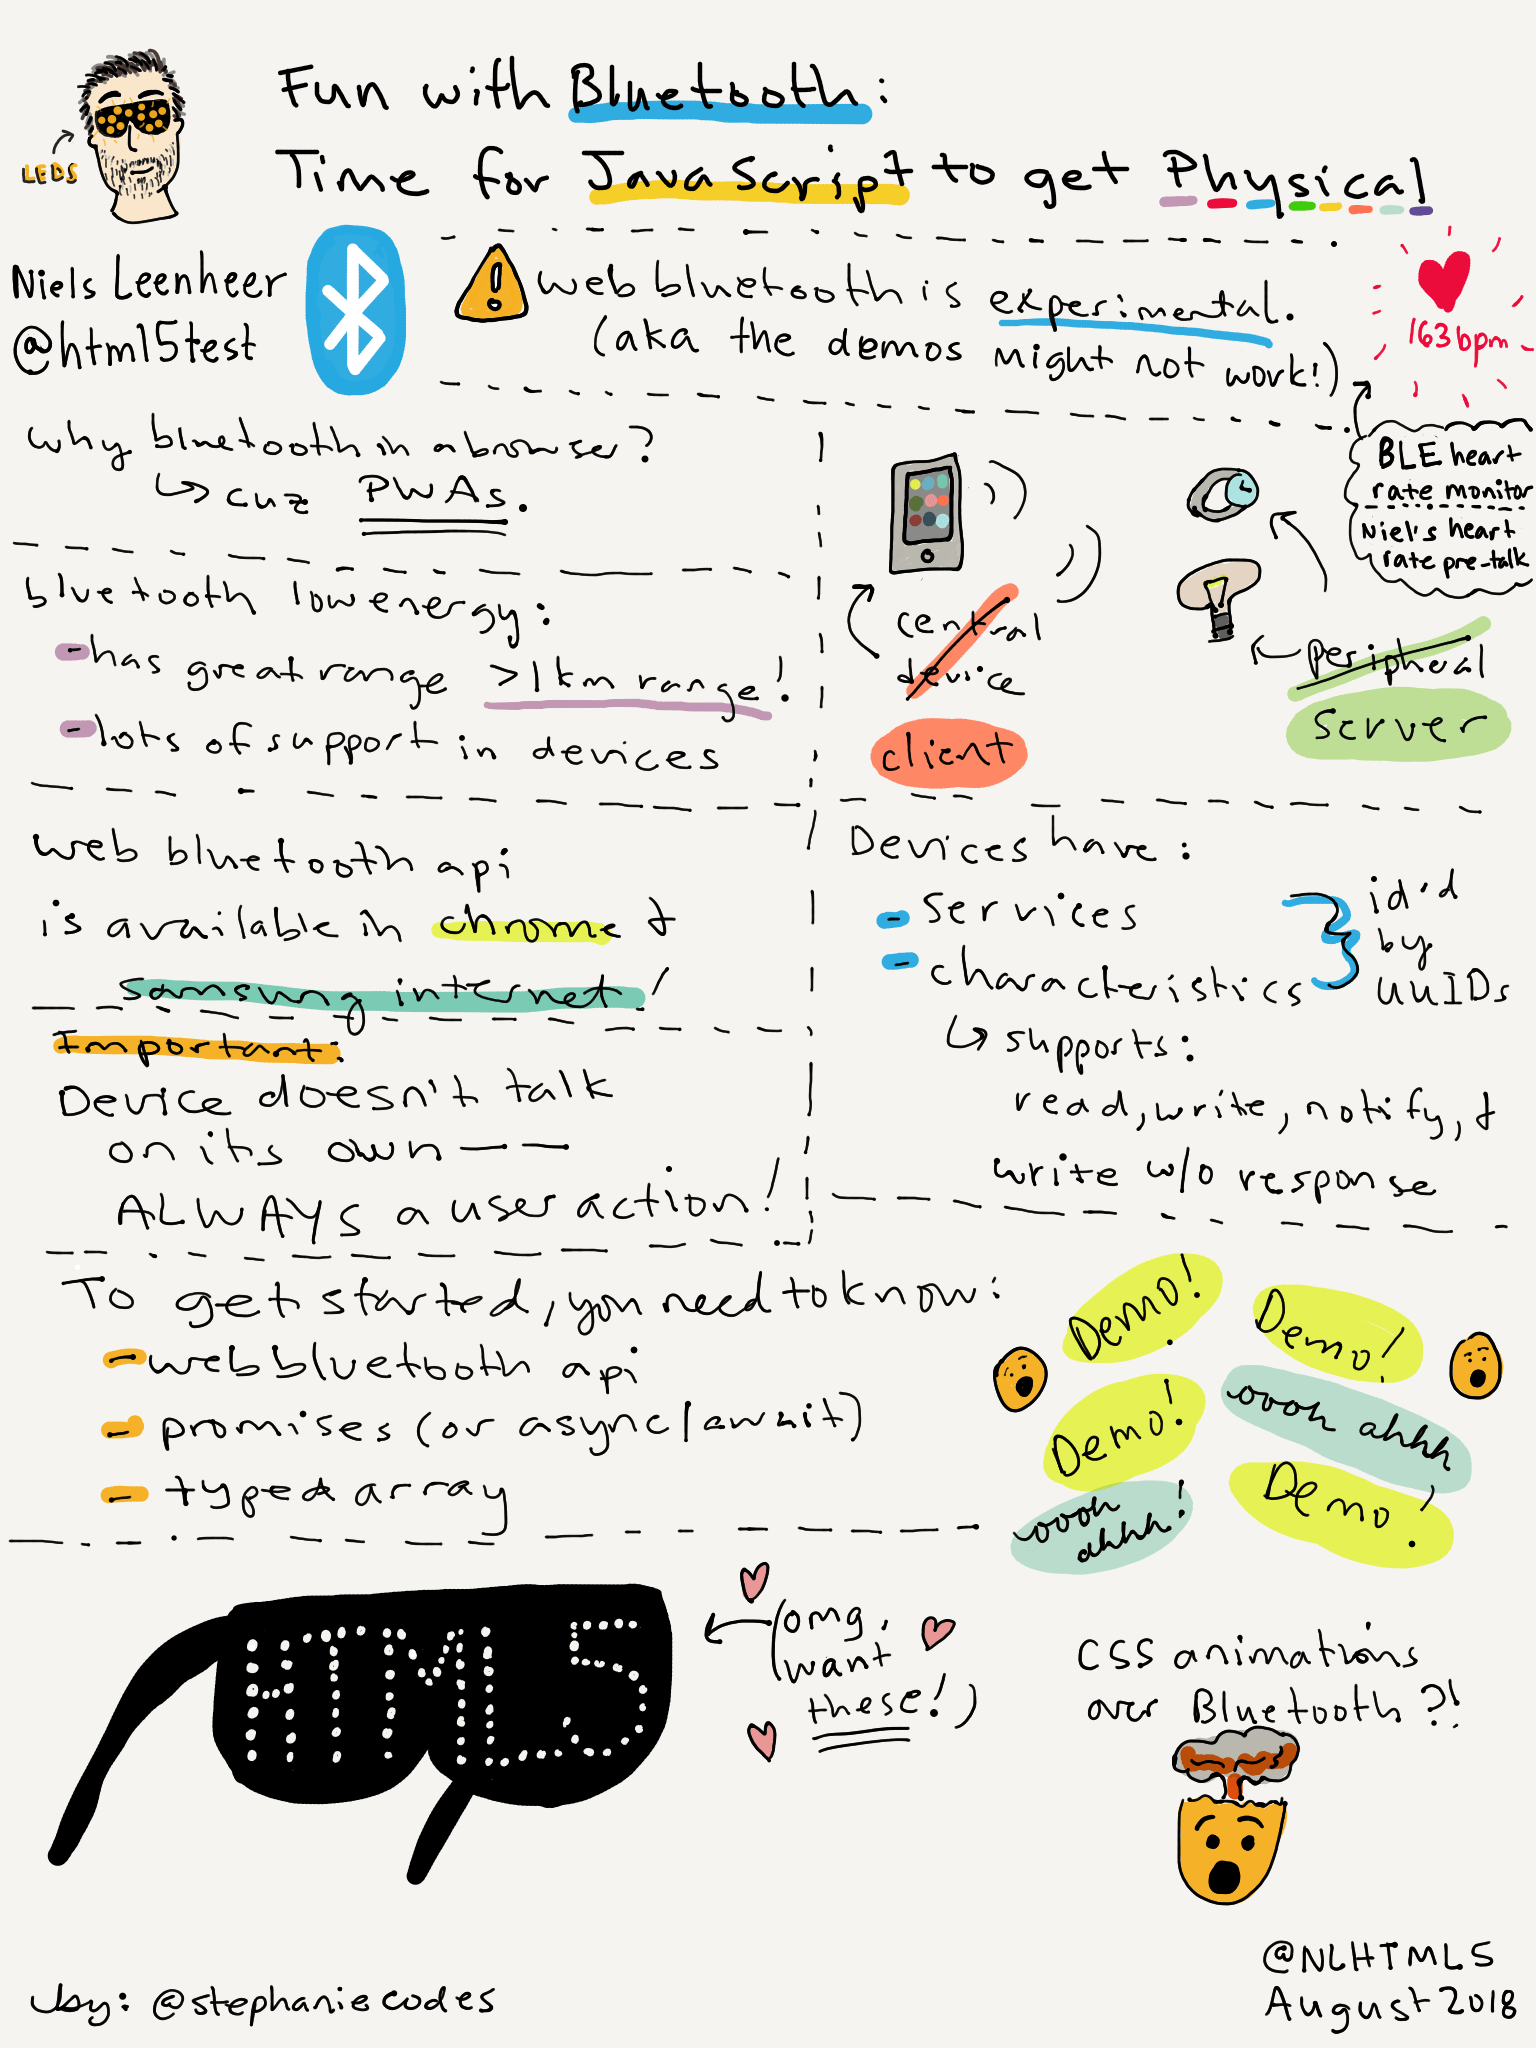 Fun with Bluetooth:
Time for JavaScript to get Physical
LEDS
Niels Leenheer
@html5test
web bluetooth is experimental.
(aka the demos might not work!)
163bpm
BLE heart
rate monitor
Niel's heart
rate pre-talk
why bluetooth in a browser?
↳ cuz PWAs.
bluetooth low energy:
- has great range >1km range!
- lots of support in devices
central
device
client
peripheral
server
web bluetooth api
is available in chrome &
samsung internet!
Important:
Device doesn't talk
on its own --
ALWAYS a user action!
Devices have:
- services
- characteristics
id'd
by
UUIDs
↳ supports:
read, write, notify, &
write w/o response
To get started, you need to know:
- web bluetooth api
- promises (or async/await)
- typed array
Demo!
Demo!
Demo!
oooh ahhh
oooh
ahhh!
Demo!
HTML5
(omg,
want
these!)
CSS animations
over Bluetooth?!
by: @stephaniecodes
@NLHTML5
August 2018